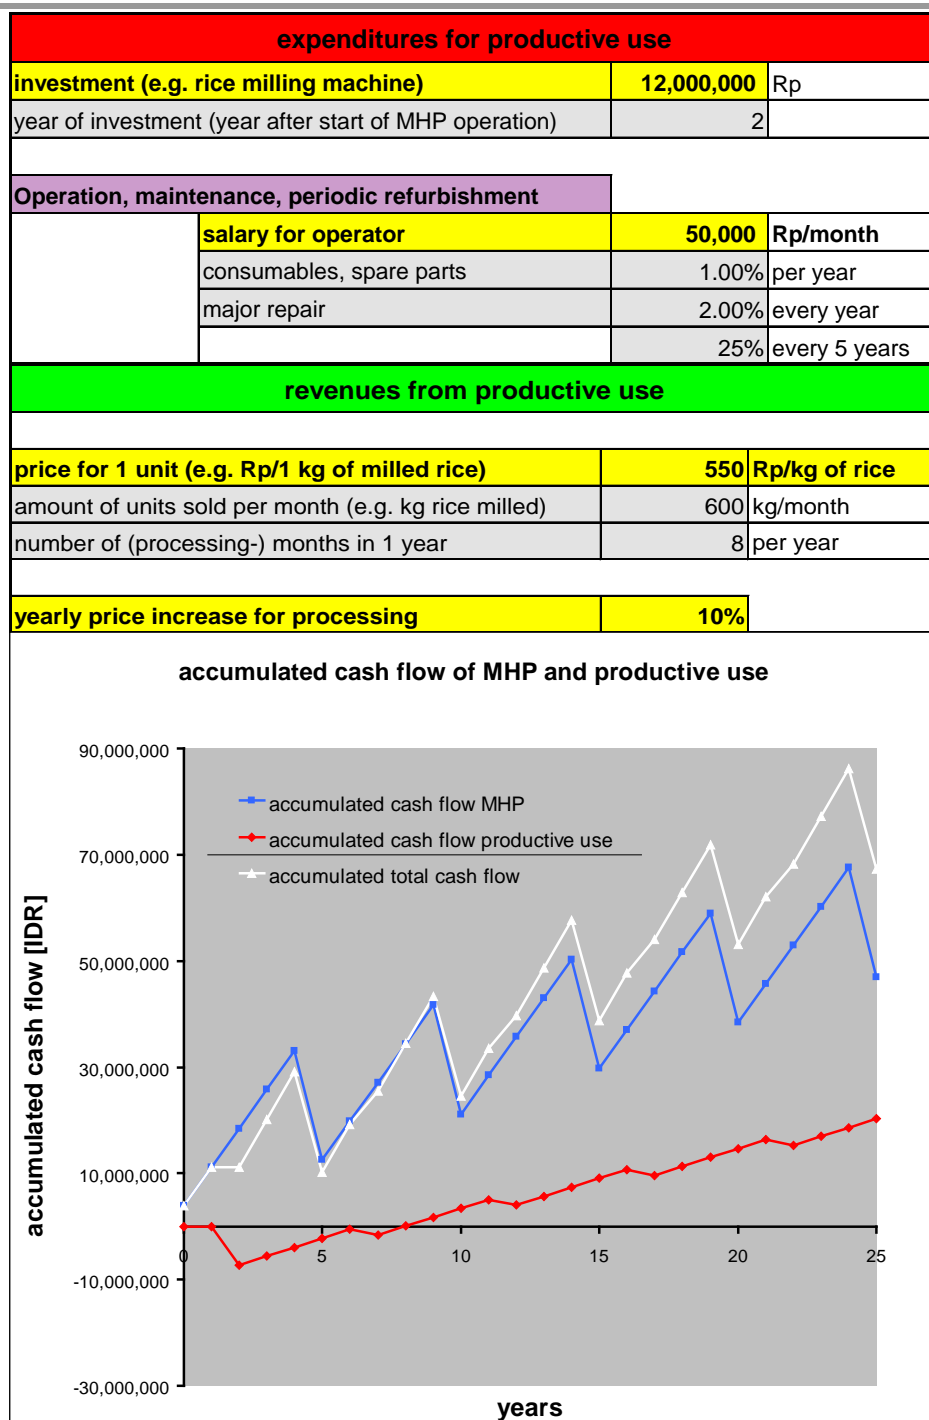 expenditures for productive use
investment (e.g. rice milling machine) 12,000,000 Rp
year of investment (year after start of MHP operation) 2
Operation, maintenance, periodic refurbishment
salary for operator 50,000 Rp/month
consumables, spare parts 1.00% per year
major repair 2.00% every year
25% every 5 years
revenues from productive use
price for 1 unit (e.g. Rp/1 kg of milled rice) 550 Rp/kg of rice
amount of units sold per month (e.g. kg rice milled) 600 kg/month
number of (processing-) months in 1 year 8 per year
yearly price increase for processing 10%
accumulated cash flow of MHP and productive use
90,000,000
accumulated cash flow MHP
accumulated cash flow productive use
70,000,000
accumulated total cash flow
accumulated cash flow [IDR]
50,000,000
30,000,000
10,000,000
0 5 10 15 20 25
-10,000,000
-30,000,000
years